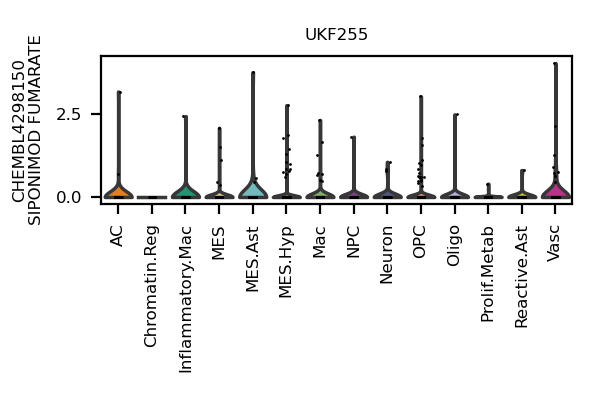 UKF255
CHEMBL4298150
SIPONIMOD FUMARATE
2.5
0.0
AC
Chromatin.Reg
Inflammatory.Mac
MES
MES.Ast
MES.Hyp
Mac
NPC
Neuron
OPC
Oligo
Prolif.Metab
Reactive.Ast
Vasc